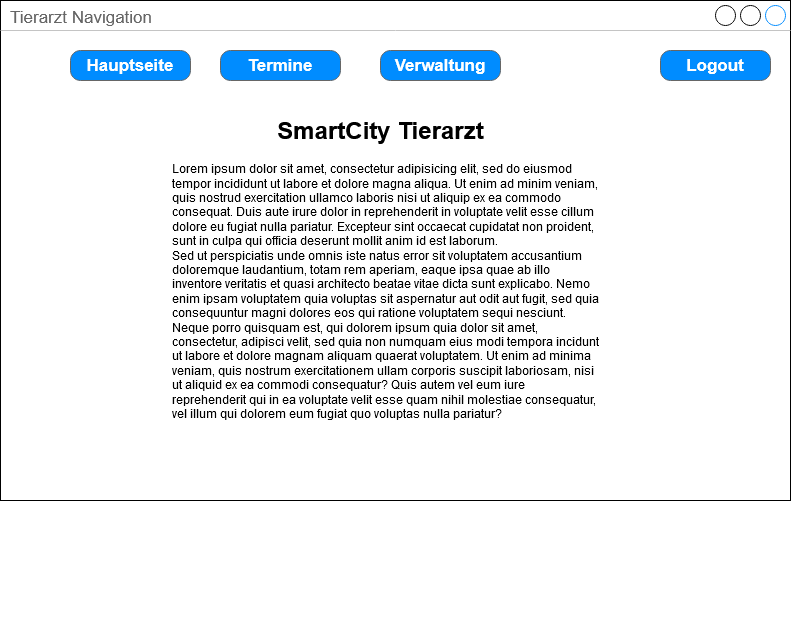 Tierarzt Navigation
Hauptseite Termine Verwaltung Logout
SmartCity Tierarzt
Lorem ipsum dolor sit amet, consectetur adipisicing elit, sed do eiusmod
tempor incididunt ut labore et dolore magna aliqua. Ut enim ad minim veniam,
quis nostrud exercitation ullamco laboris nisi ut aliquip ex ea commodo
consequat. Duis aute irure dolor in reprehenderit in voluptate velit esse cillum
dolore eu fugiat nulla pariatur. Excepteur sint occaecat cupidatat non proident,
sunt in culpa qui officia deserunt mollit anim id est laborum.
Sed ut perspiciatis unde omnis iste natus error sit voluptatem accusantium
doloremque laudantium, totam rem aperiam, eaque ipsa quae ab illo
inventore veritatis et quasi architecto beatae vitae dicta sunt explicabo. Nemo
enim ipsam voluptatem quia voluptas sit aspernatur aut odit aut fugit, sed quia
consequuntur magni dolores eos qui ratione voluptatem sequi nesciunt.
Neque porro quisquam est, qui dolorem ipsum quia dolor sit amet,
consectetur, adipisci velit, sed quia non numquam eius modi tempora incidunt
ut labore et dolore magnam aliquam quaerat voluptatem. Ut enim ad minima
veniam, quis nostrum exercitationem ullam corporis suscipit laboriosam, nisi
ut aliquid ex ea commodi consequatur? Quis autem vel eum iure
reprehenderit qui in ea voluptate velit esse quam nihil molestiae consequatur,
vel illum qui dolorem eum fugiat quo voluptas nulla pariatur?